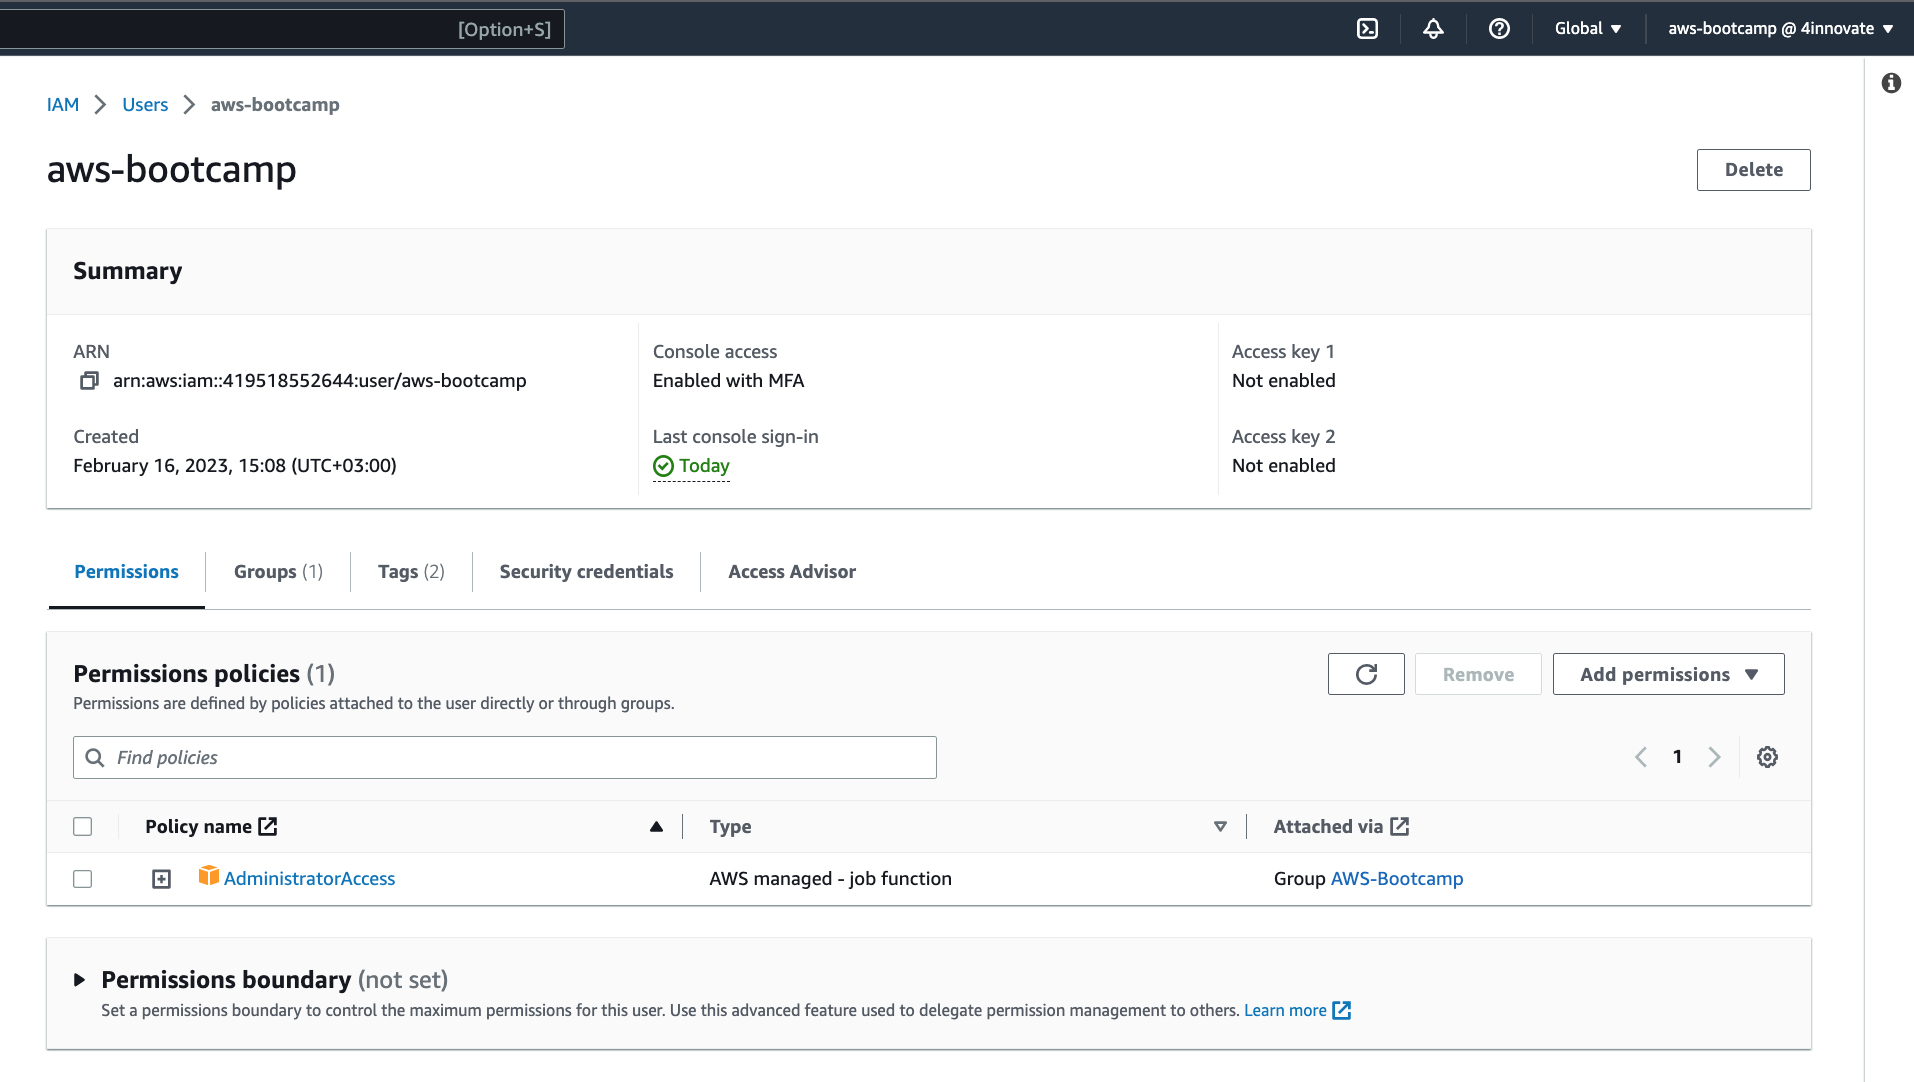 [Option+S] Global aws-bootcamp @ 4innovate
IAM Users aws-bootcamp
aws-bootcamp
Delete
Summary
ARN
arn:aws:iam::419518552644:user/aws-bootcamp
Created
February 16, 2023, 15:08 (UTC+03:00)
Console access
Enabled with MFA
Last console sign-in
Today
Access key 1
Not enabled
Access key 2
Not enabled
Permissions Groups (1) Tags (2) Security credentials Access Advisor
Permissions policies (1)
Permissions are defined by policies attached to the user directly or through groups.
Remove Add permissions
Find policies
1
Policy name Type Attached via
AdministratorAccess AWS managed - job function Group AWS-Bootcamp
Permissions boundary (not set)
Set a permissions boundary to control the maximum permissions for this user. Use this advanced feature used to delegate permission management to others. Learn more